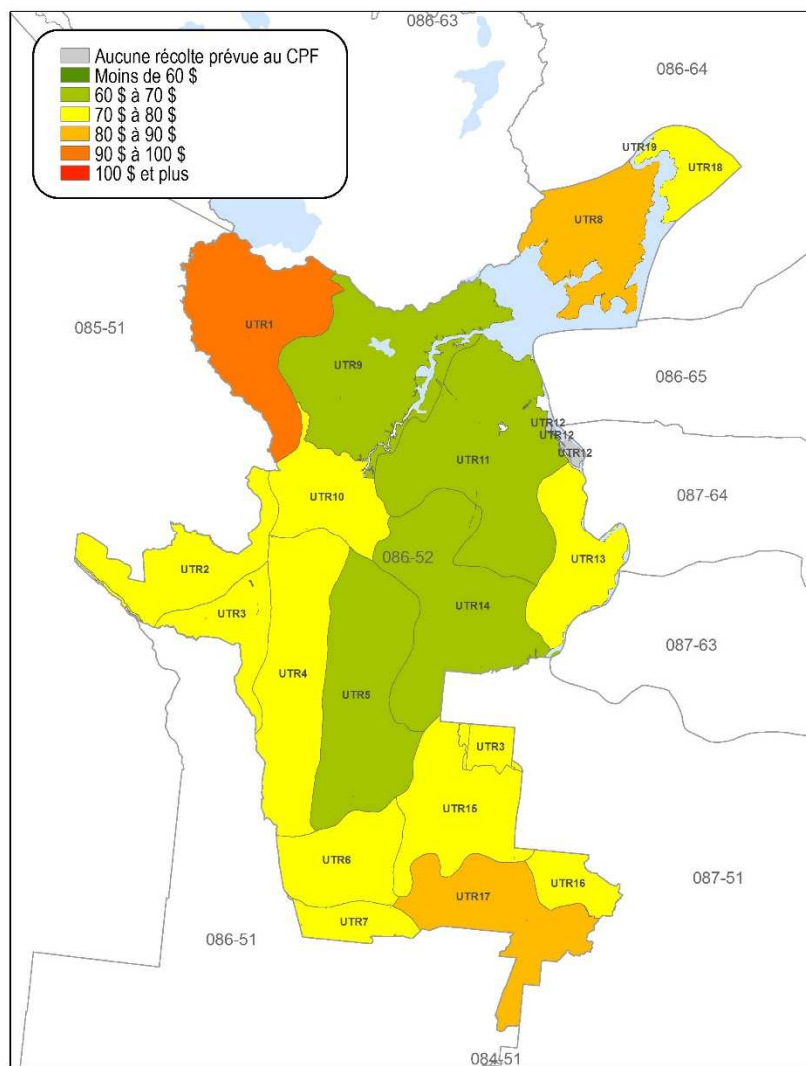 086-63
Aucune récolte prévue au CPF
Moins de 60 $
60 $ à 70 $
70 $ à 80 $
80 $ à 90 $
90 $ à 100 $
100 $ et plus
086-64
UTR19
UTR18
UTR8
085-51
UTR1
UTR9
086-65
UTR12
UTR12
UTR12
UTR11
UTR10
087-64
086-52
UTR13
UTR2
UTR3
UTR14
087-63
UTR4
UTR5
UTR3
UTR15
UTR6
UTR16
087-51
UTR17
UTR7
086-51
084-51